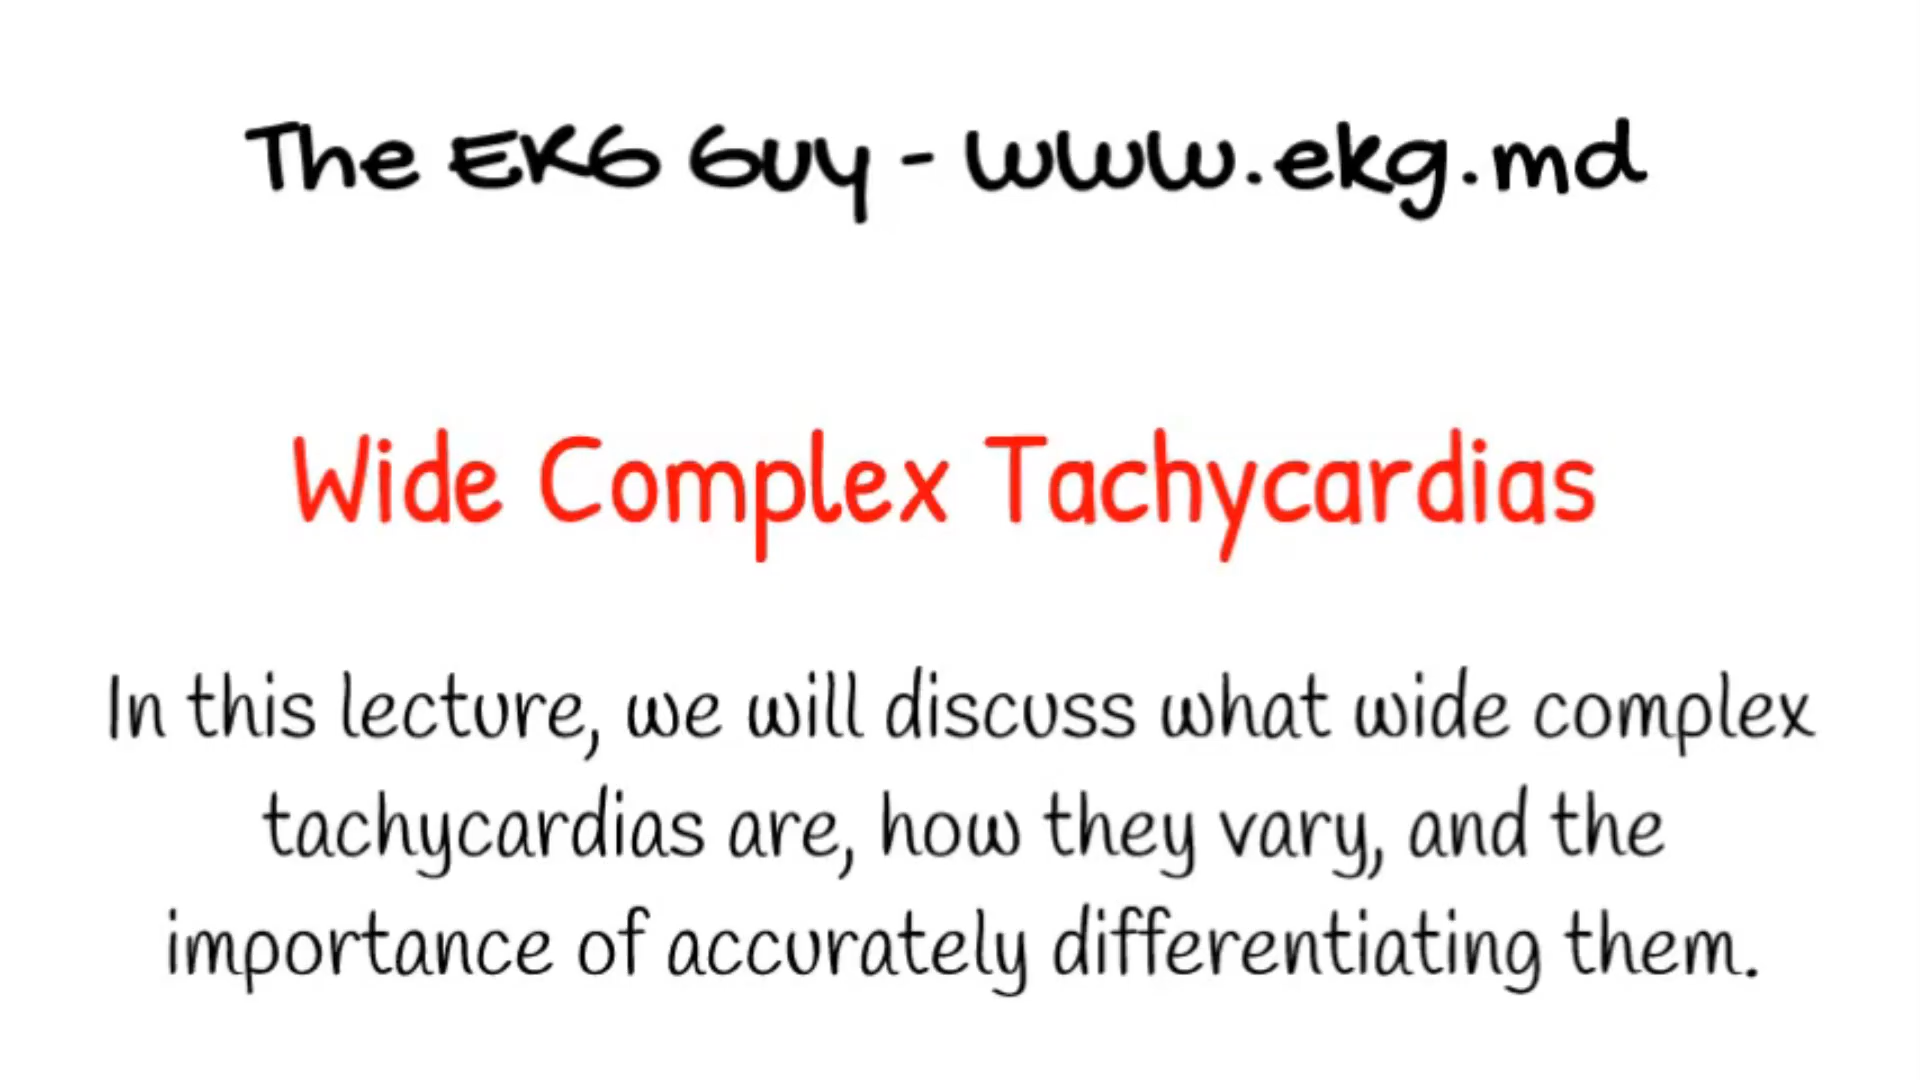 The EKG Guy - www.ekg.md
Wide Complex Tachycardias
In this lecture, we will discuss what wide complex
tachycardias are, how they vary, and the
importance of accurately differentiating them.